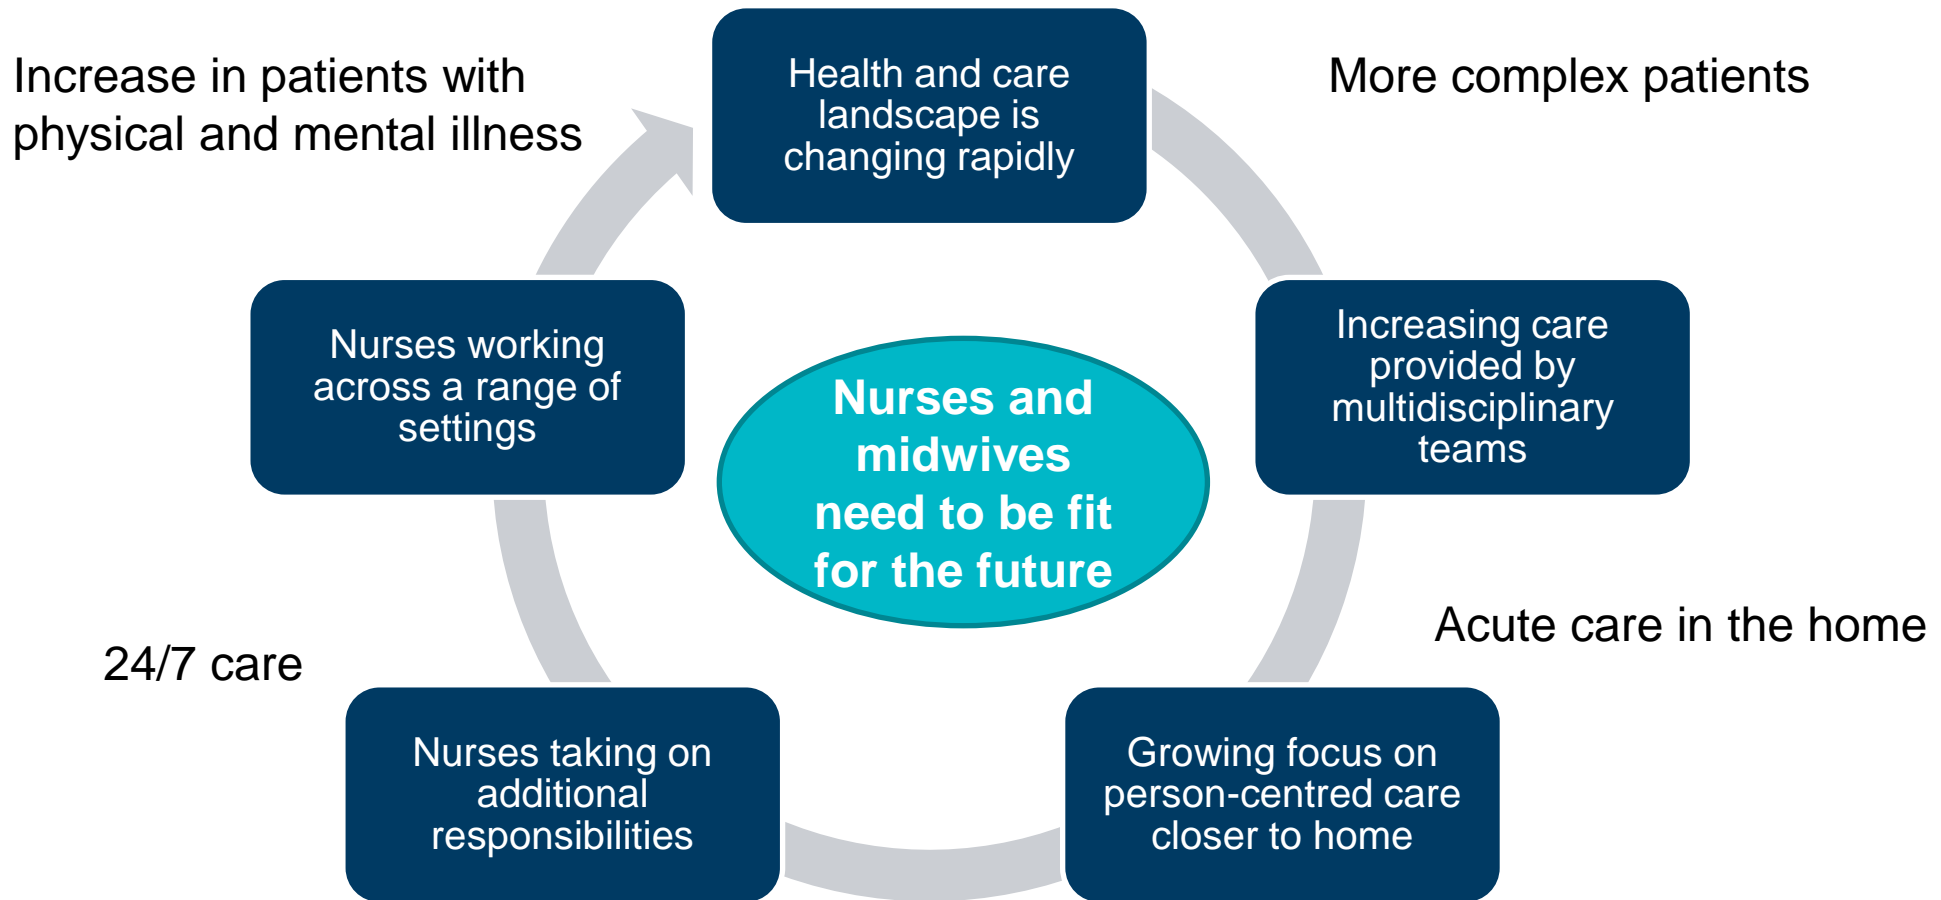 Increase in patients with
physical and mental illness
Health and care
landscape is
changing rapidly
More complex patients
Increasing care
provided by
multidisciplinary
teams
Acute care in the home
Growing focus on
person-centred care
closer to home
Nurses taking on
additional
responsibilities
24/7 care
Nurses working
across a range of
settings
Nurses and
midwives
need to be fit
for the future